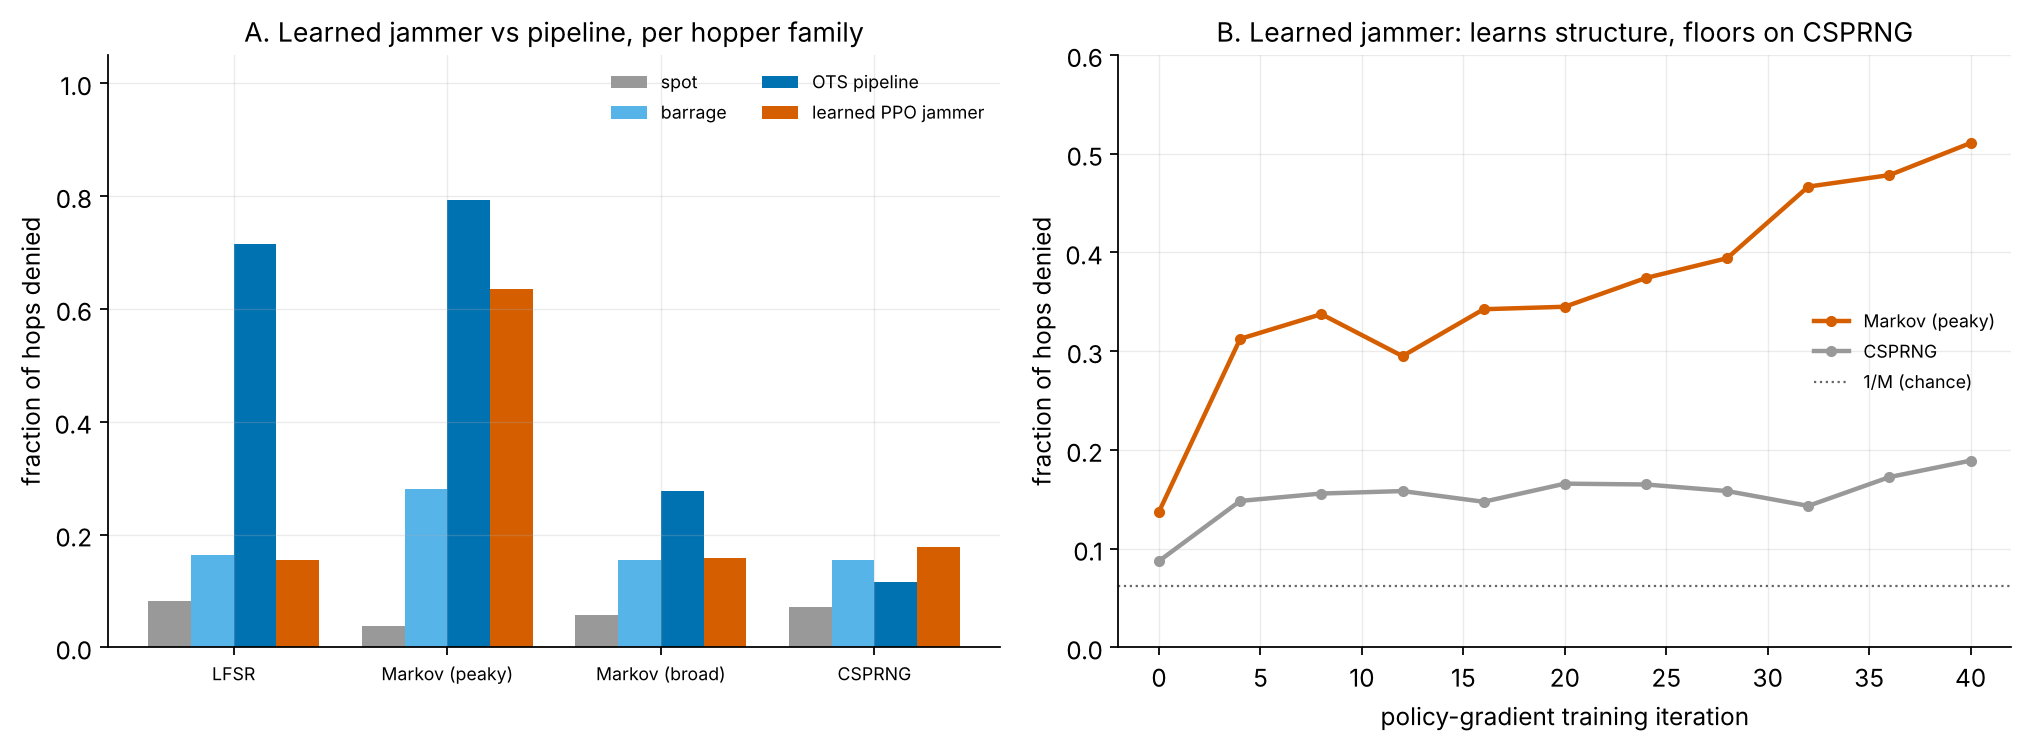 A. Learned jammer vs pipeline, per hopper family
fraction of hops denied
1.0
0.8
0.6
0.4
0.2
0.0
spot
barrage
OTS pipeline
learned PPO jammer
LFSR
Markov (peaky)
Markov (broad)
CSPRNG
B. Learned jammer: learns structure, floors on CSPRNG
fraction of hops denied
0.6
0.5
0.4
0.3
0.2
0.1
0.0
Markov (peaky)
CSPRNG
1/M (chance)
0 5 10 15 20 25 30 35 40
policy-gradient training iteration